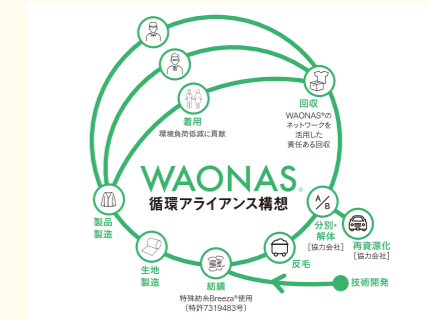 回収
WAONAS®の
ネットワークを
活用した
責任ある回収
着用
環境負荷低減に貢献
WAONAS®
循環アライアンス構想
A/B
分別・
解体
[協力会社]
再資源化
[協力会社]
製品
製造
生地
製造
紡績
特殊紡糸Breeza®使用
(特許7319483号)
反毛
技術開発